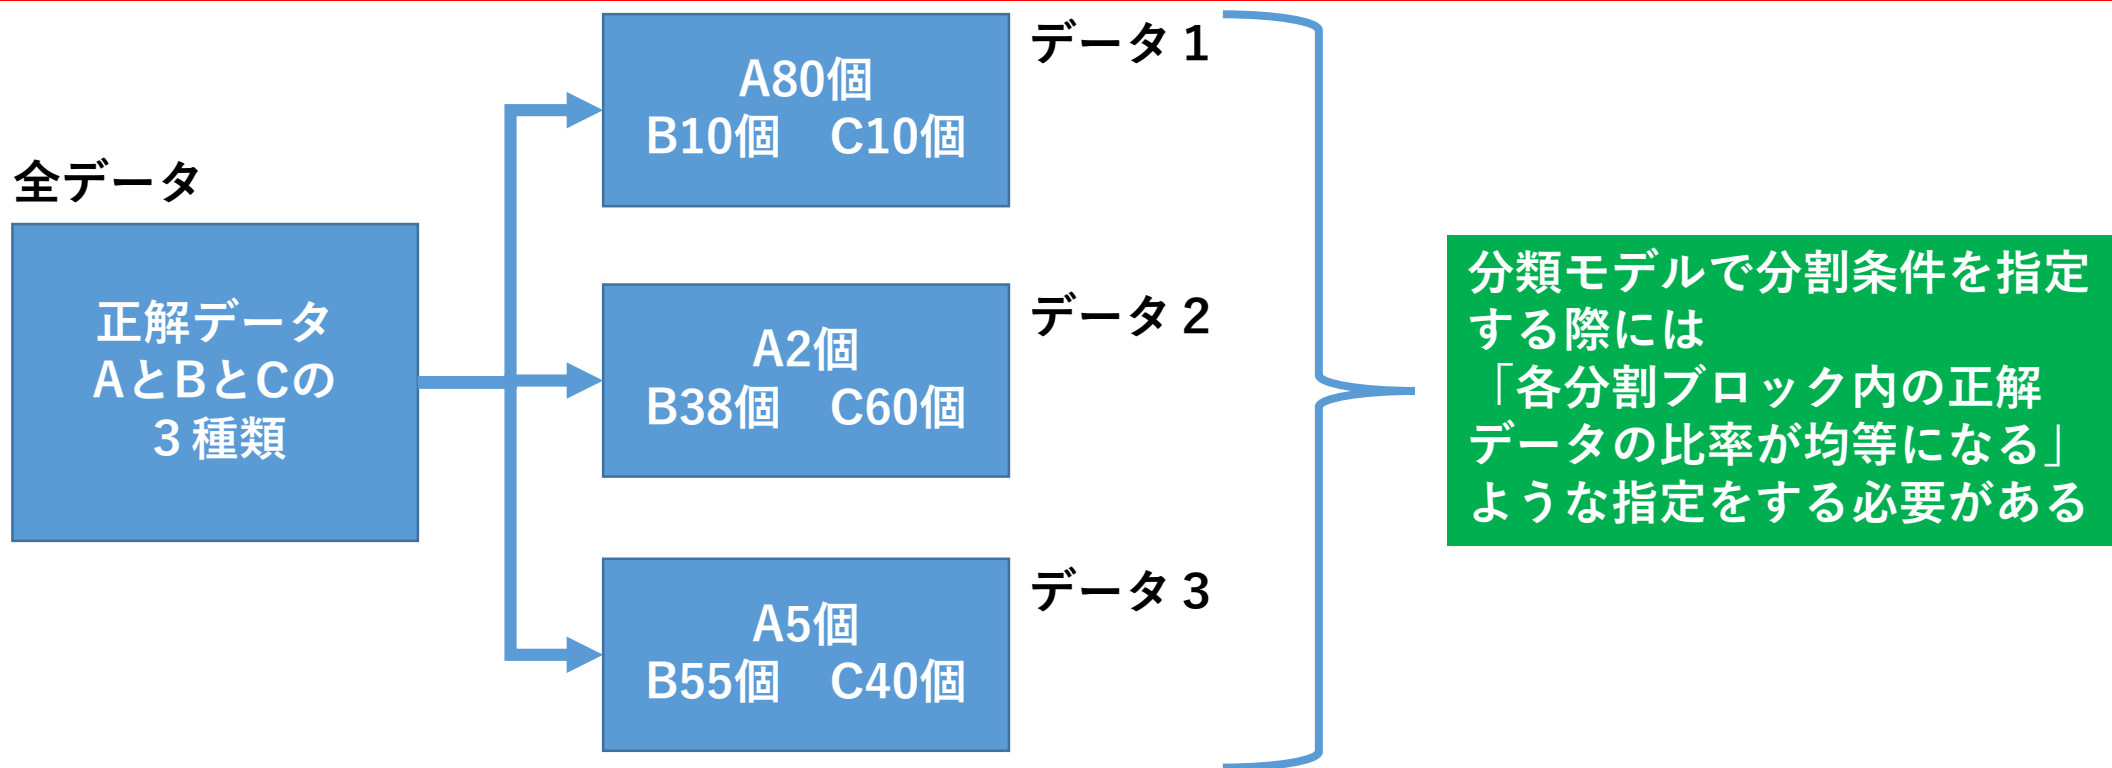 全データ
正解データ
AとBとCの
３種類
データ１
A80個
B10個　C10個
データ２
A2個
B38個　C60個
データ３
A5個
B55個　C40個
分類モデルで分割条件を指定
する際には
「各分割ブロック内の正解
データの比率が均等になる」
ような指定をする必要がある